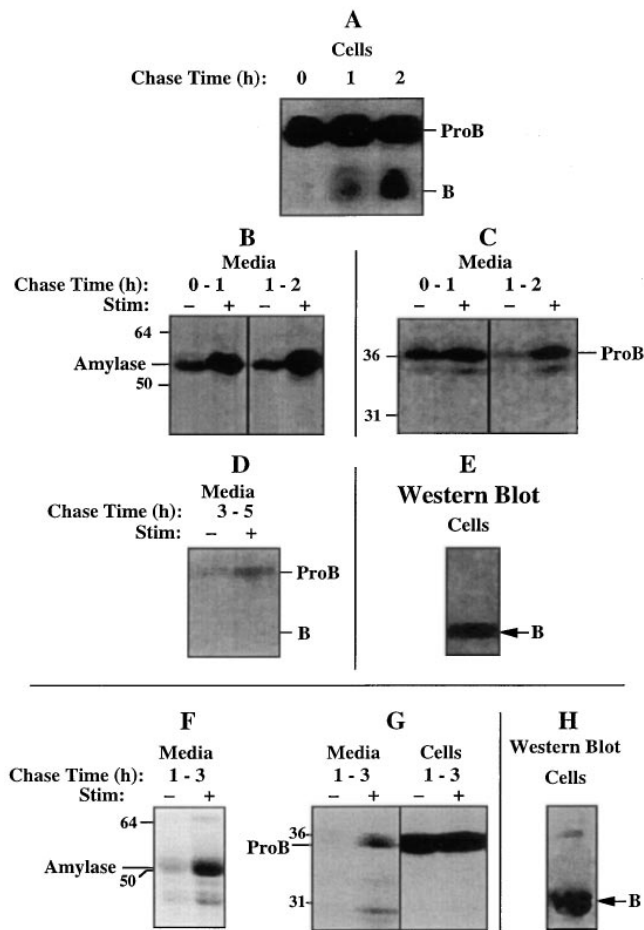 A
Cells
Chase Time (h): 0 1 2
ProB
B
B
Media
Chase Time (h): 0 - 1 1 - 2
Stim: – + – +
64
Amylase
50
C
Media
0 - 1 1 - 2
– + – +
36
ProB
31
D
Media
Chase Time (h): 3 - 5
Stim: – +
ProB
B
E
Western Blot
Cells
B
F
Media
Chase Time (h): 1 - 3
Stim: – +
64
Amylase
50
G
Media Cells
1 - 3 1 - 3
– + – +
36
ProB
31
H
Western Blot
Cells
B